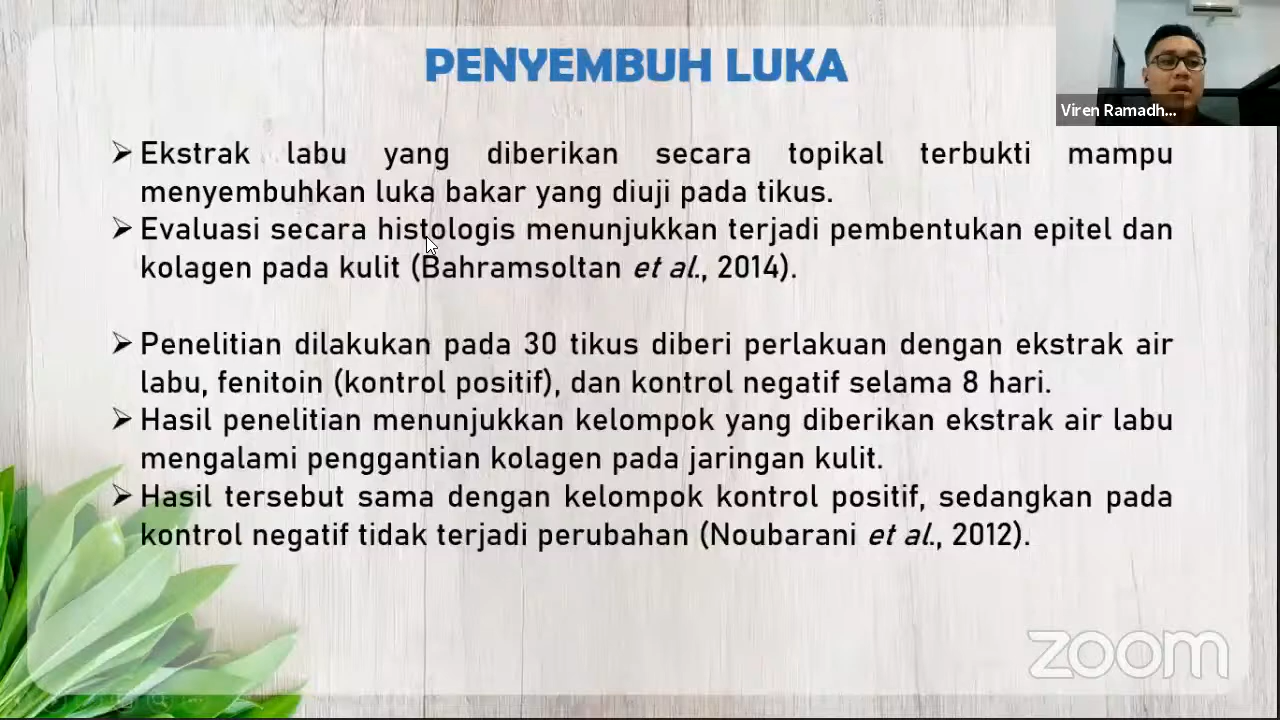 PENYEMBUH LUKA
Viren Ramadh...
➢ Ekstrak labu yang diberikan secara topikal terbukti mampu
menyembuhkan luka bakar yang diuji pada tikus.
➢ Evaluasi secara histologis menunjukkan terjadi pembentukan epitel dan
kolagen pada kulit (Bahramsoltan et al., 2014).
➢ Penelitian dilakukan pada 30 tikus diberi perlakuan dengan ekstrak air
labu, fenitoin (kontrol positif), dan kontrol negatif selama 8 hari.
➢ Hasil penelitian menunjukkan kelompok yang diberikan ekstrak air labu
mengalami penggantian kolagen pada jaringan kulit.
➢ Hasil tersebut sama dengan kelompok kontrol positif, sedangkan pada
kontrol negatif tidak terjadi perubahan (Noubarani et al., 2012).
zoom